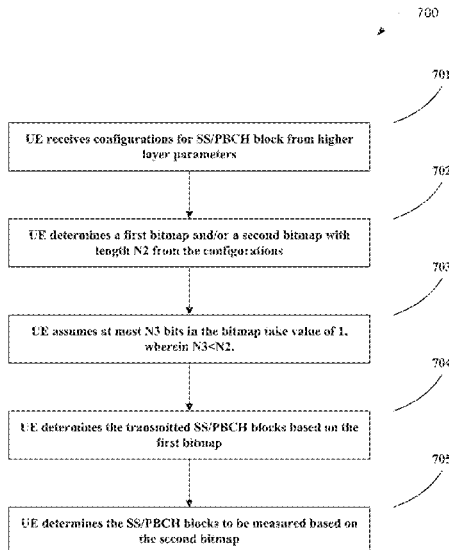 700
701
UE receives configurations for SS/PBCH block from higher
layer parameters
702
UE determines a first bitmap and/or a second bitmap with
length N2 from the configurations
703
UE assumes at most N3 bits in the bitmap take value of 1,
wherein N3<N2.
704
UE determines the transmitted SS/PBCH blocks based on the
first bitmap
705
UE determines the SS/PBCH blocks to be measured based on
the second bitmap